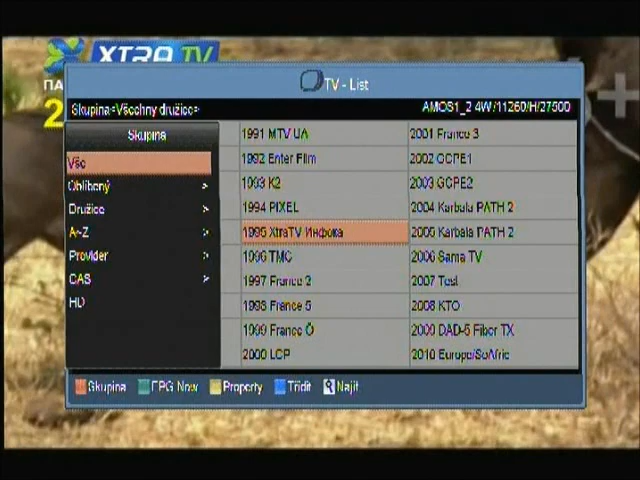 XTRA TV
ПА
2
TV - List
Skupina<Všechny družice>
AMOS1_2 4W/11260/H/27500
Skupina
Vše
Oblíbený >
Družice >
A~Z >
Provider >
CAS >
HD
1991 MTV UA
1992 Enter Film
1993 K2
1994 PIXEL
1995 XtraTV Инфока
1996 TMC
1997 France 2
1998 France 5
1999 France Ô
2000 LCP
2001 France 3
2002 GCPE1
2003 GCPE2
2004 Karbala PATH 2
2005 Karbala PATH 2
2006 Sama TV
2007 Test
2008 KTO
2009 DAD-5 Fiber TX
2010 Europe/SoAfric
Skupina EPG Now Property Třídit Najít